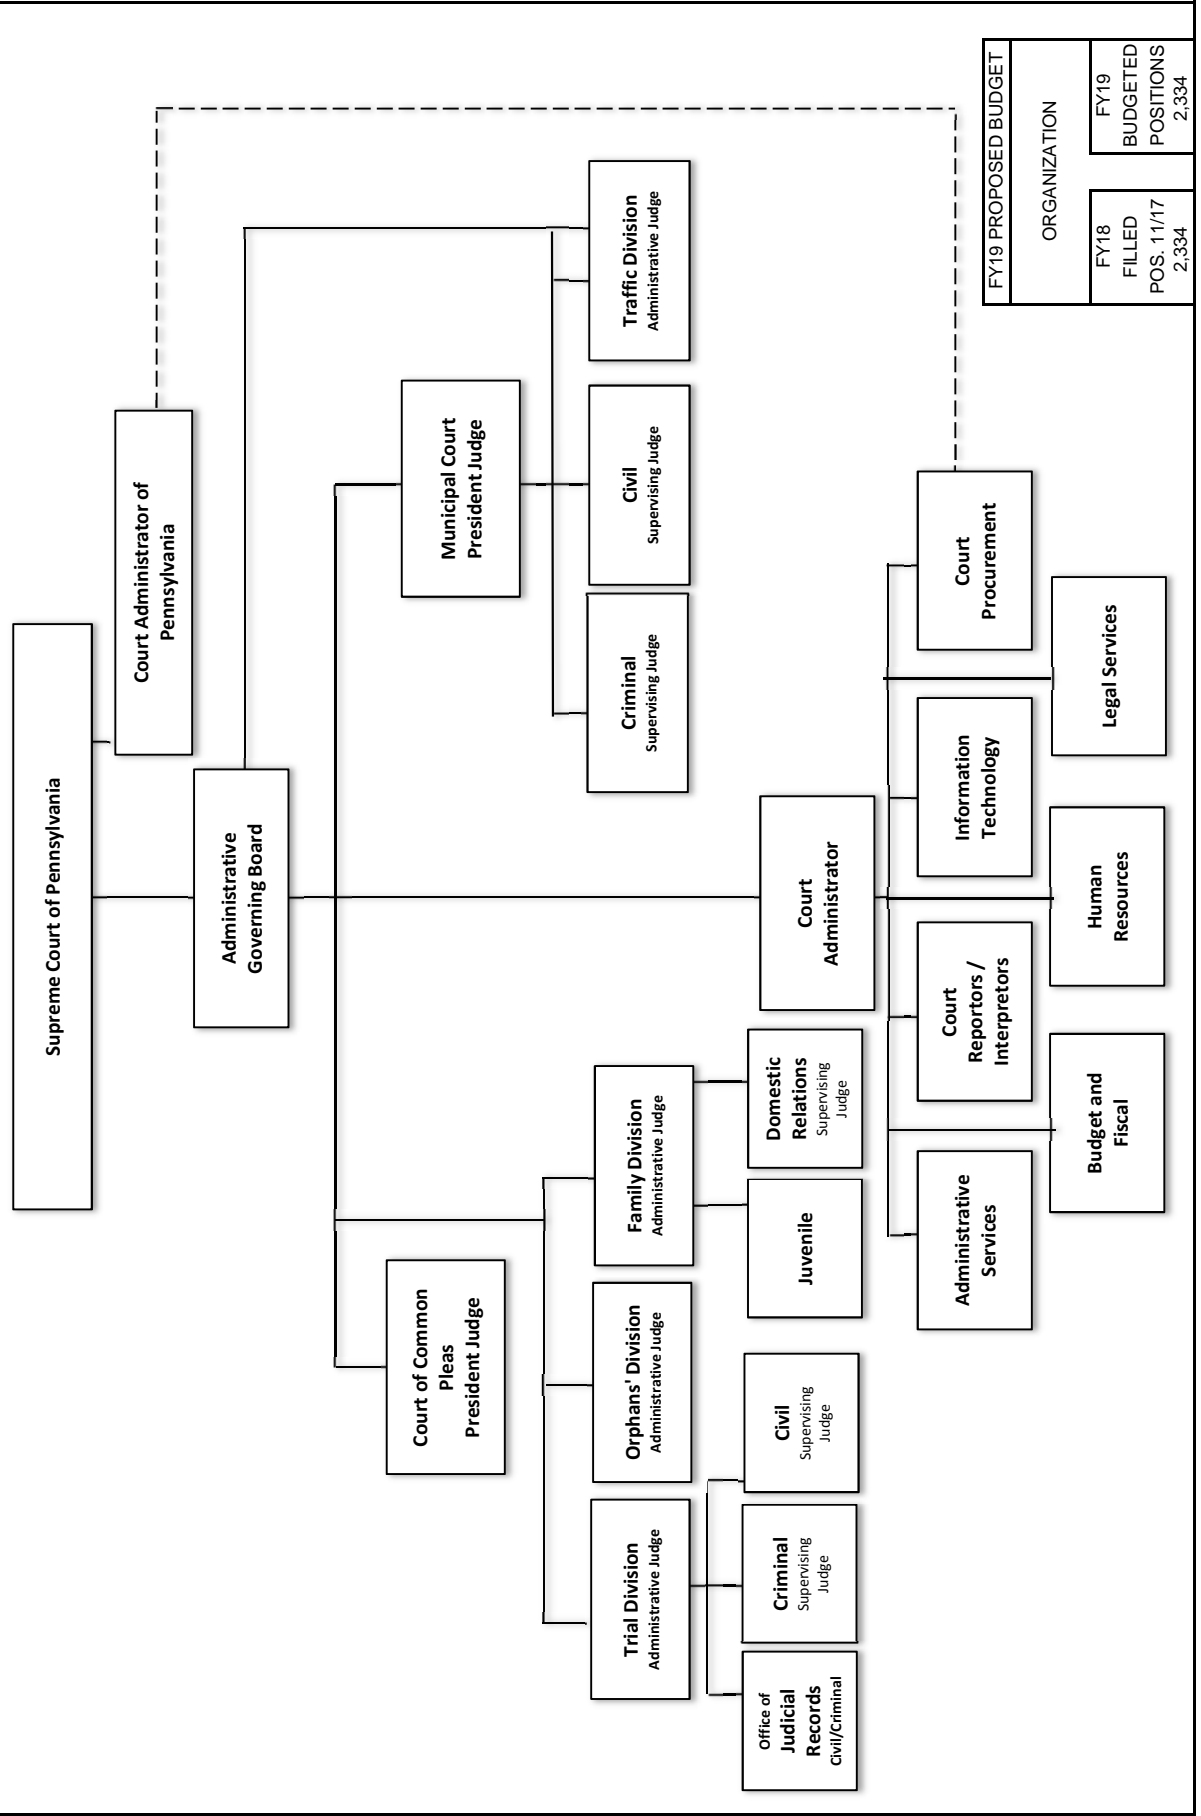 Supreme Court of Pennsylvania
Court Administrator of
Pennsylvania
Administrative
Governing Board
Court of Common
Pleas
President Judge
Municipal Court
President Judge
Trial Division
Administrative Judge
Orphans' Division
Administrative Judge
Family Division
Administrative Judge
Criminal
Supervising Judge
Civil
Supervising Judge
Traffic Division
Administrative Judge
Office of
Judicial
Records
Civil/Criminal
Criminal
Supervising
Judge
Civil
Supervising
Judge
Juvenile
Domestic
Relations
Supervising
Judge
Court
Administrator
Administrative
Services
Court
Reportors /
Interpretors
Information
Technology
Court
Procurement
Budget and
Fiscal
Human
Resources
Legal Services
FY19 PROPOSED BUDGET
ORGANIZATION
FY18
FILLED
POS. 11/17
2,334
FY19
BUDGETED
POSITIONS
2,334